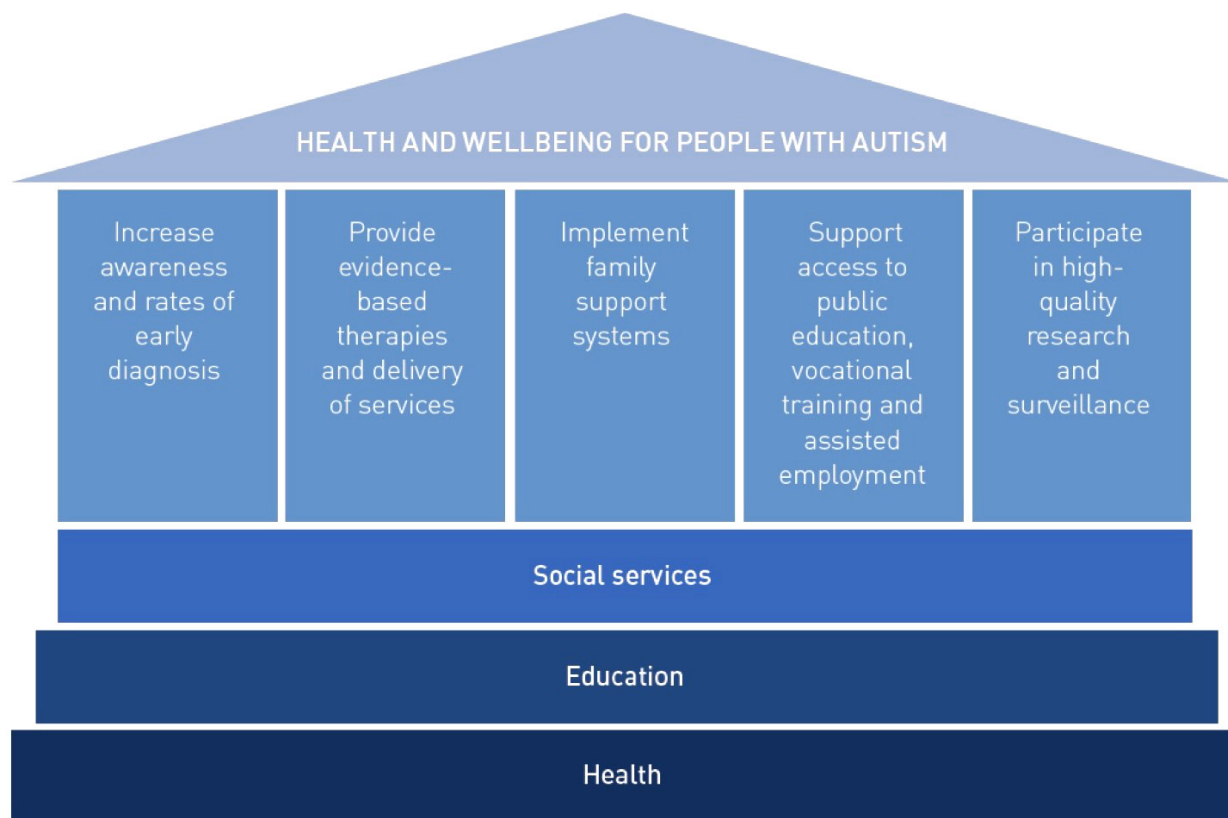 HEALTH AND WELLBEING FOR PEOPLE WITH AUTISM
Increase
awareness
and rates of
early
diagnosis
Provide
evidence-
based
therapies
and delivery
of services
Implement
family
support
systems
Support
access to
public
education,
vocational
training and
assisted
employment
Participate
in high-
quality
research
and
surveillance
Social services
Education
Health